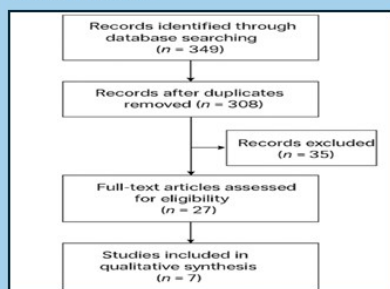 Records identified through
database searching
(n = 349)
Records after duplicates
removed (n = 308)
Records excluded
(n = 35)
Full-text articles assessed
for eligibility
(n = 27)
Studies included in
qualitative synthesis
(n = 7)